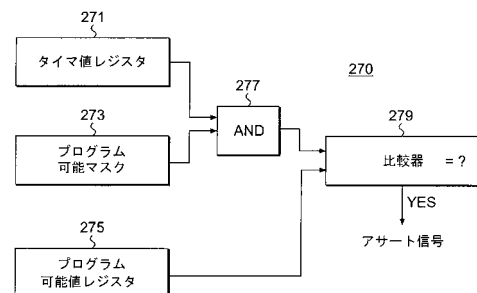 271
タイマ値レジスタ
270
277
AND
273
プログラム
可能マスク
279
比較器 =?
YES
アサート信号
275
プログラム
可能値レジスタ